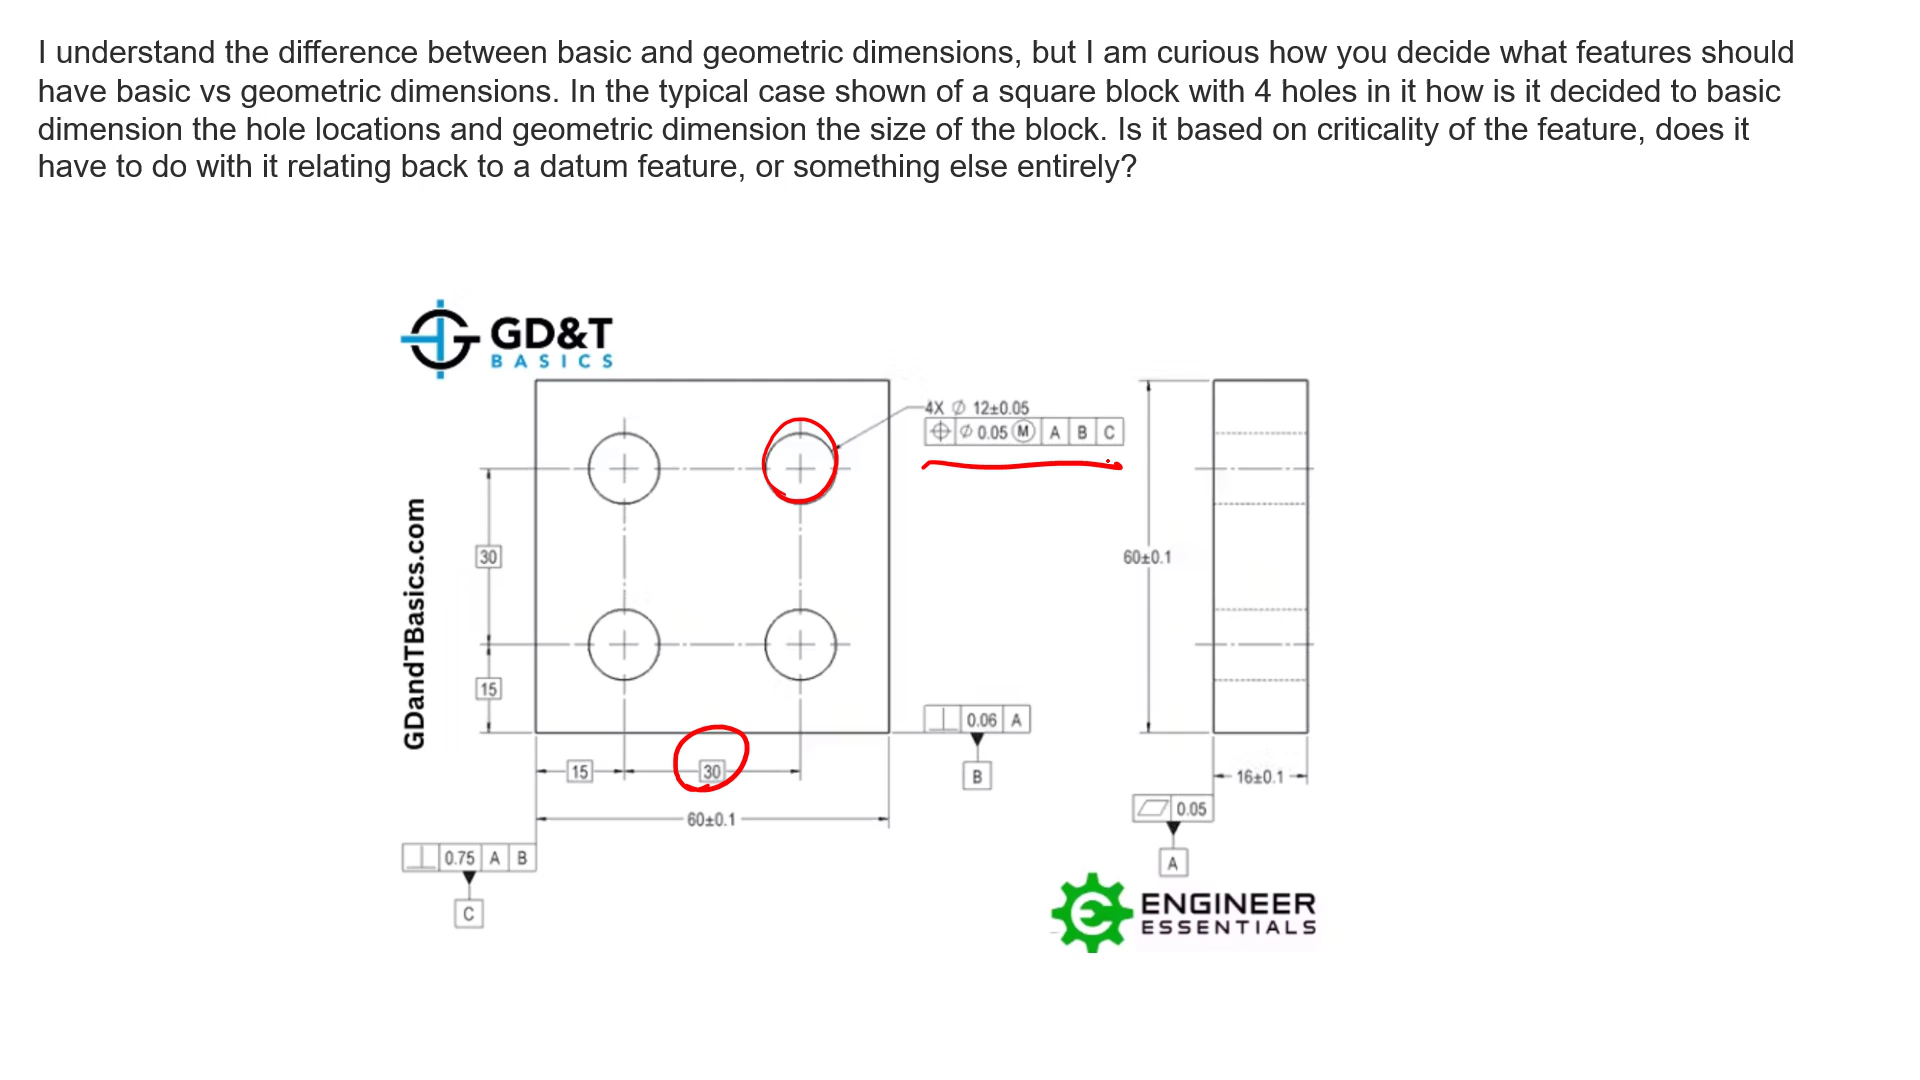 I understand the difference between basic and geometric dimensions, but I am curious how you decide what features should
have basic vs geometric dimensions. In the typical case shown of a square block with 4 holes in it how is it decided to basic
dimension the hole locations and geometric dimension the size of the block. Is it based on criticality of the feature, does it
have to do with it relating back to a datum feature, or something else entirely?
GD&T
BASICS
GDandTBasics.com
4X Ø 12±0.05
⌖ Ø 0.05 Ⓜ A B C
30
15
15
30
60±0.1
⟂ 0.75 A B
C
⟂ 0.06 A
B
60±0.1
16±0.1
⏥ 0.05
A
ENGINEER
ESSENTIALS